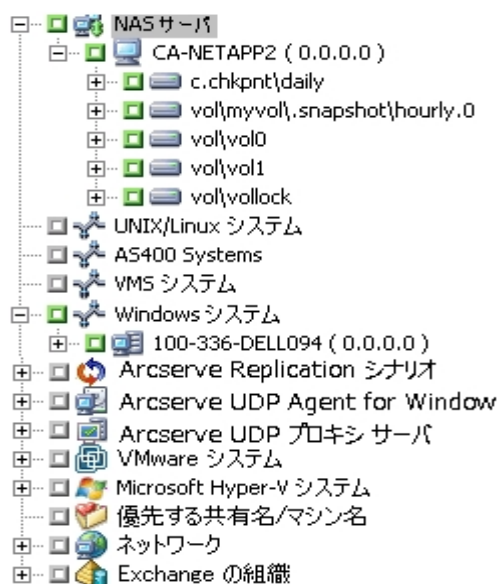 NAS サーバ
CA-NETAPP2 ( 0.0.0.0 )
c.chkpnt\daily
vol\myvol\.snapshot\hourly.0
vol\vol0
vol\vol1
vol\vollock
UNIX/Linux システム
AS400 Systems
VMS システム
Windows システム
100-336-DELL094 ( 0.0.0.0 )
Arcserve Replication シナリオ
Arcserve UDP Agent for Window
Arcserve UDP プロキシ サーバ
VMware システム
Microsoft Hyper-V システム
優先する共有名/マシン名
ネットワーク
Exchange の組織